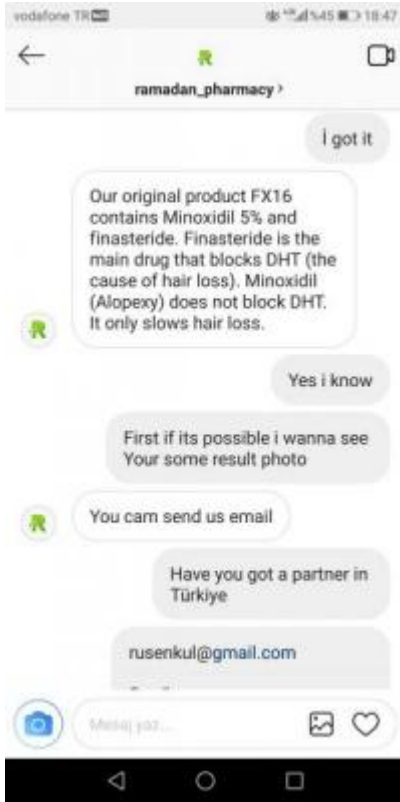 vodafone TR
%45 18:47
ramadan_pharmacy >
İ got it
Our original product FX16
contains Minoxidil 5% and
finasteride. Finasteride is the
main drug that blocks DHT (the
cause of hair loss). Minoxidil
(Alopexy) does not block DHT.
It only slows hair loss.
Yes i know
First if its possible i wanna see
Your some result photo
You cam send us email
Have you got a partner in
Türkiye
rusenkul@gmail.com
Mesaj yaz...